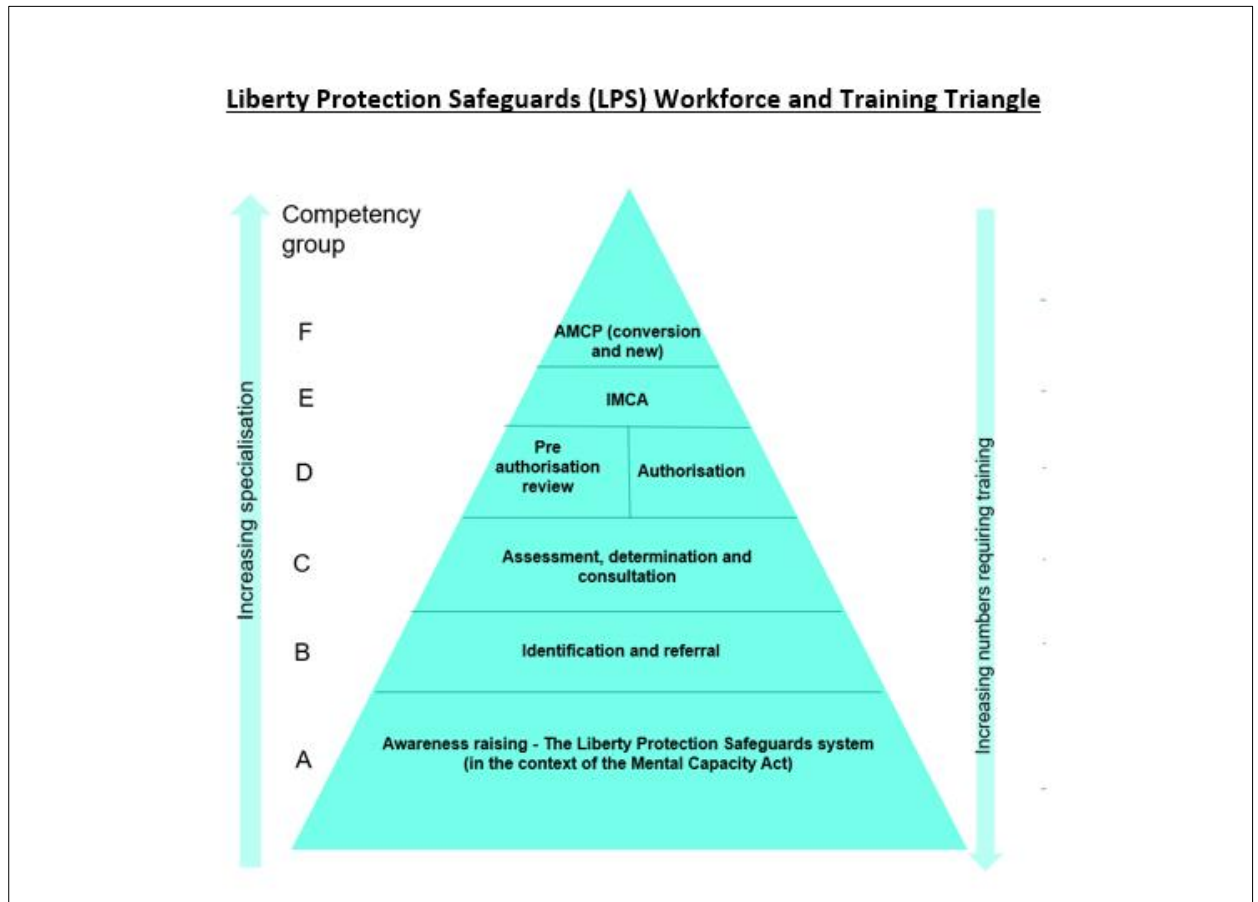 Liberty Protection Safeguards (LPS) Workforce and Training Triangle
Competency
group
Increasing specialisation
Increasing numbers requiring training
F
AMCP (conversion
and new)
E
IMCA
D
Pre
authorisation
review
Authorisation
C
Assessment, determination and
consultation
B
Identification and referral
A
Awareness raising - The Liberty Protection Safeguards system
(in the context of the Mental Capacity Act)